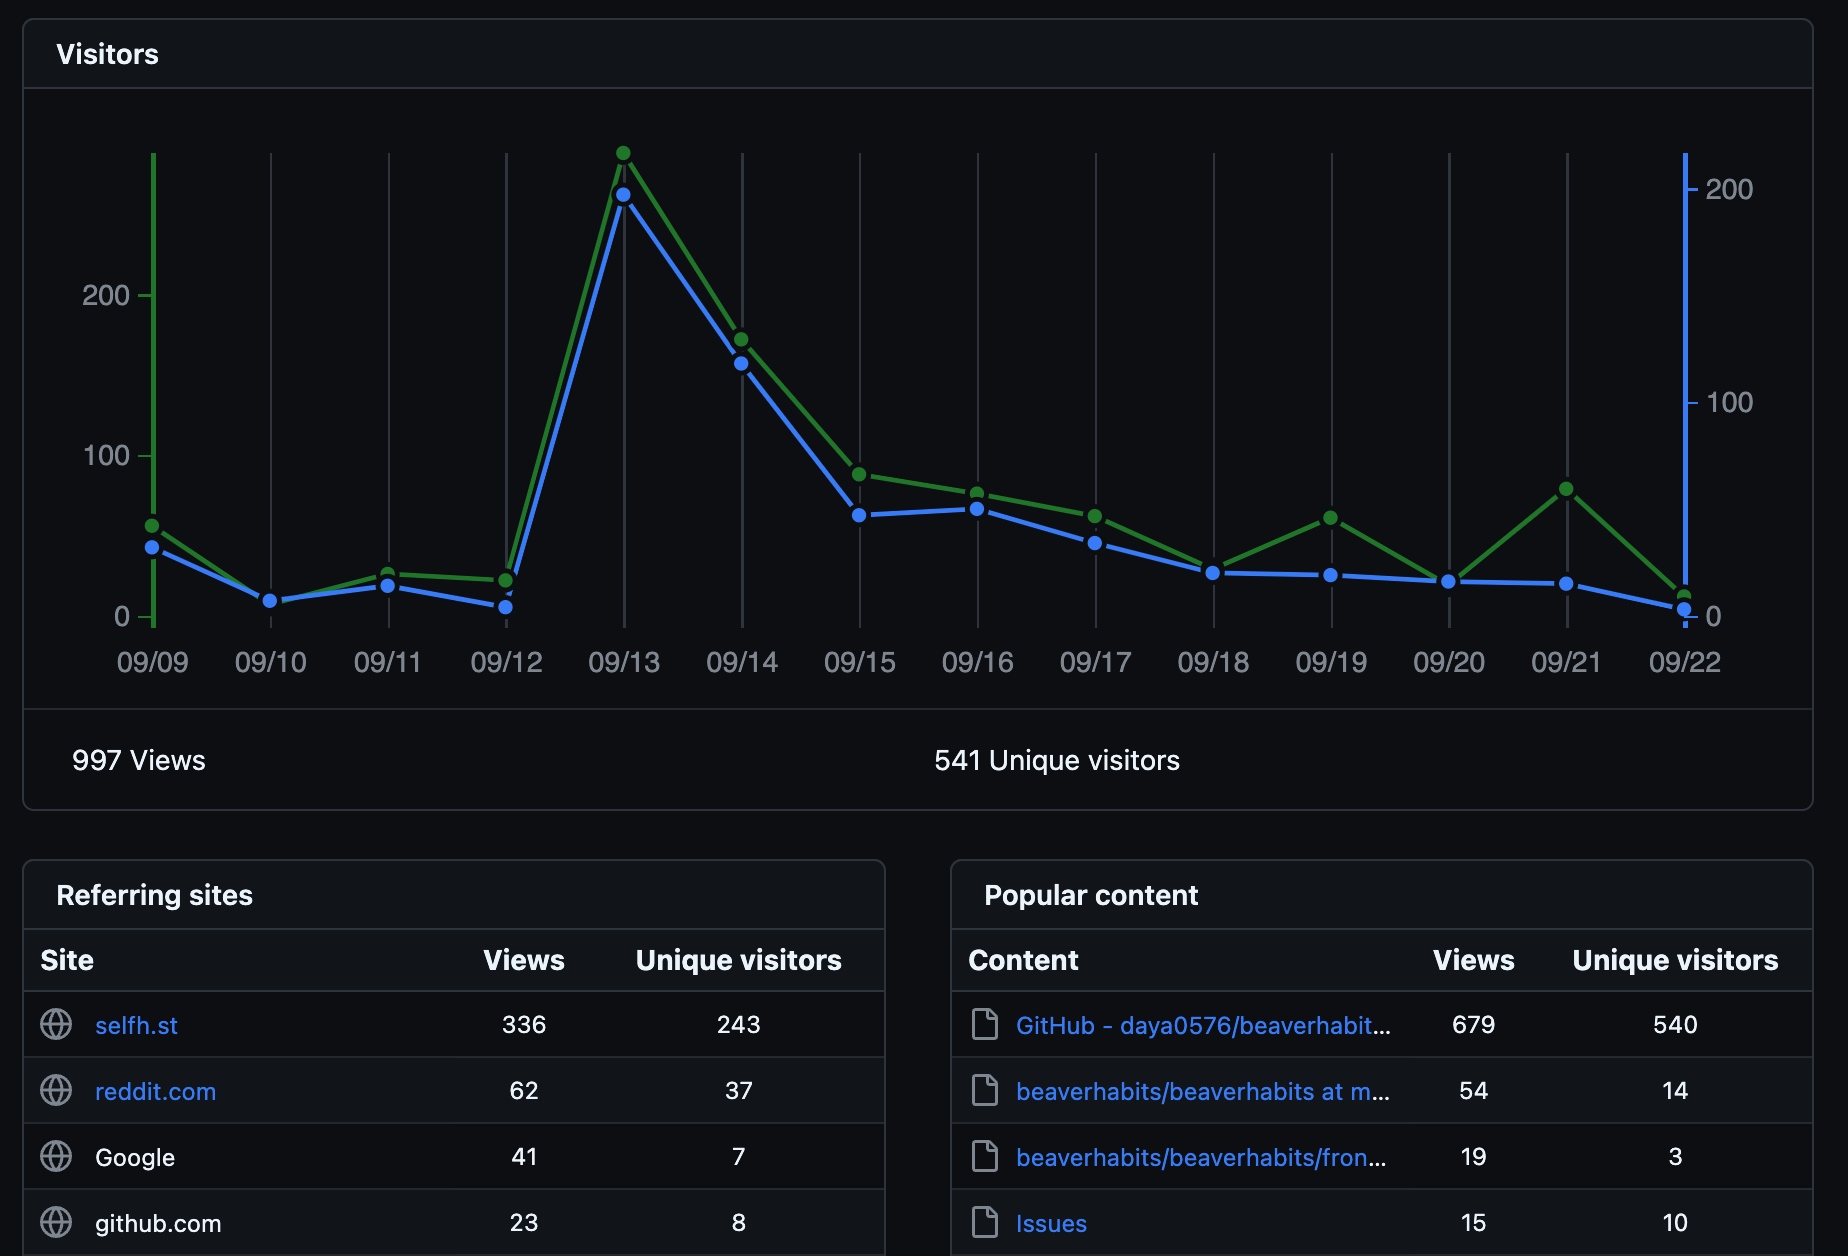 Visitors
200
200
100
100
0
0
09/09 09/10 09/11 09/12 09/13 09/14 09/15 09/16 09/17 09/18 09/19 09/20 09/21 09/22
997 Views 541 Unique visitors
Referring sites
Site Views Unique visitors
selfh.st 336 243
reddit.com 62 37
Google 41 7
github.com 23 8
Popular content
Content Views Unique visitors
GitHub - daya0576/beaverhabit... 679 540
beaverhabits/beaverhabits at m... 54 14
beaverhabits/beaverhabits/fron... 19 3
Issues 15 10